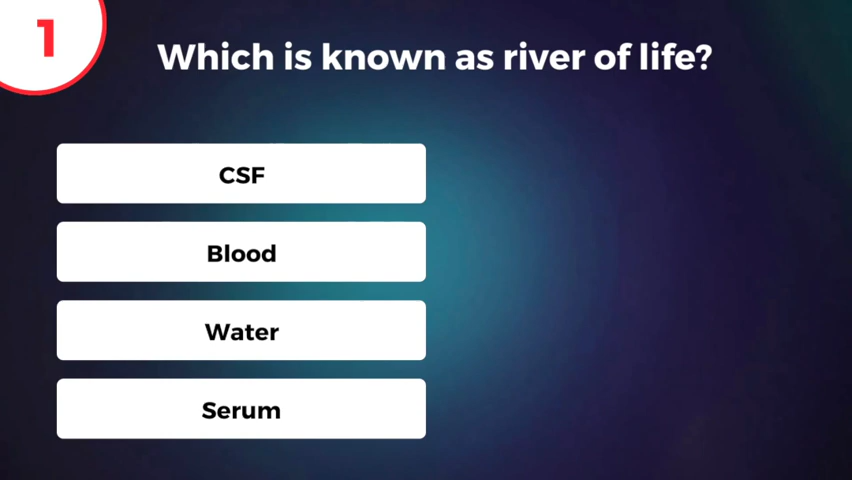 1
Which is known as river of life?
CSF
Blood
Water
Serum